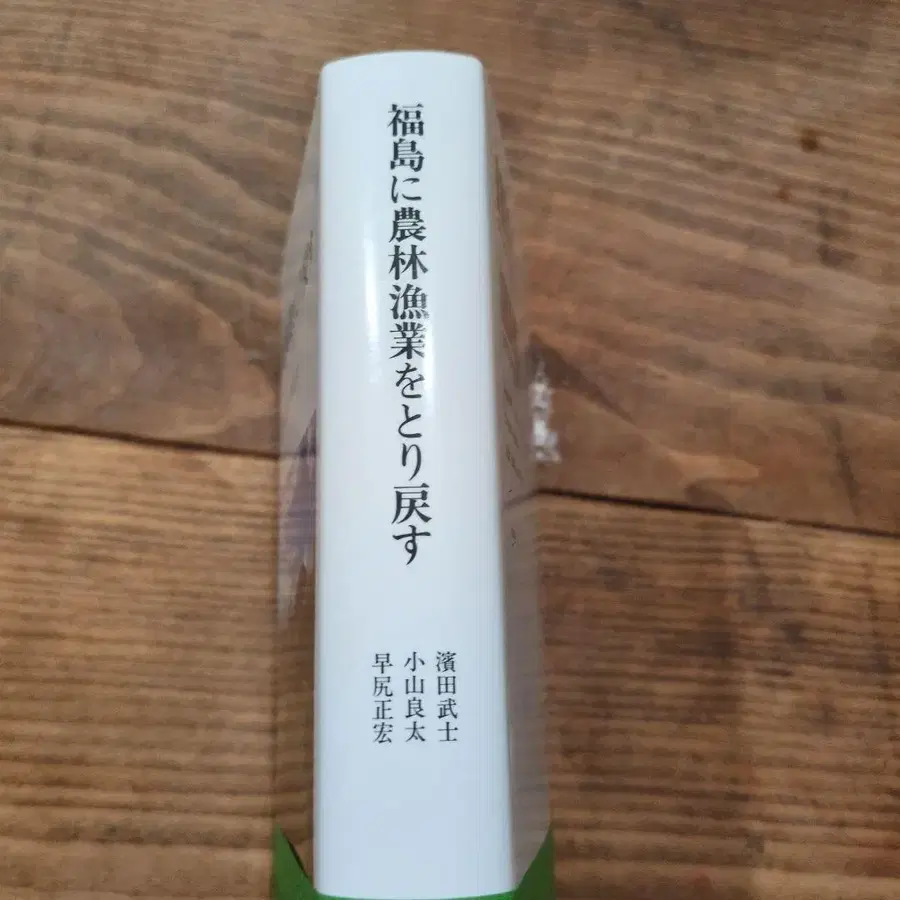 福島に農林漁業をとり戻す
濱田武士
小山良太
早尻正宏